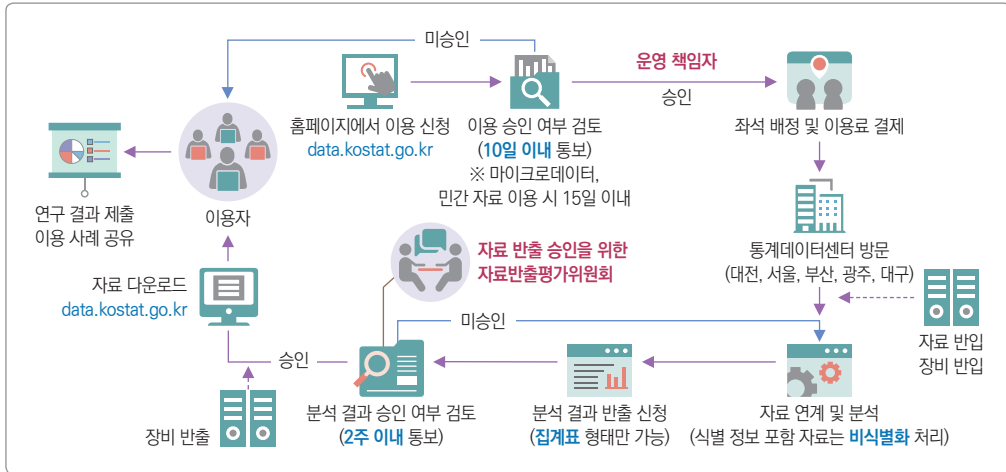 미승인
운영 책임자
승인
홈페이지에서 이용 신청
data.kostat.go.kr
이용 승인 여부 검토
(10일 이내 통보)
※ 마이크로데이터,
민간 자료 이용 시 15일 이내
좌석 배정 및 이용료 결제
연구 결과 제출
이용 사례 공유
이용자
자료 반출 승인을 위한
자료반출평가위원회
통계데이터센터 방문
(대전, 서울, 부산, 광주, 대구)
자료 다운로드
data.kostat.go.kr
미승인
자료 반입
장비 반입
승인
장비 반출
분석 결과 승인 여부 검토
(2주 이내 통보)
분석 결과 반출 신청
(집계표 형태만 가능)
자료 연계 및 분석
(식별 정보 포함 자료는 비식별화 처리)